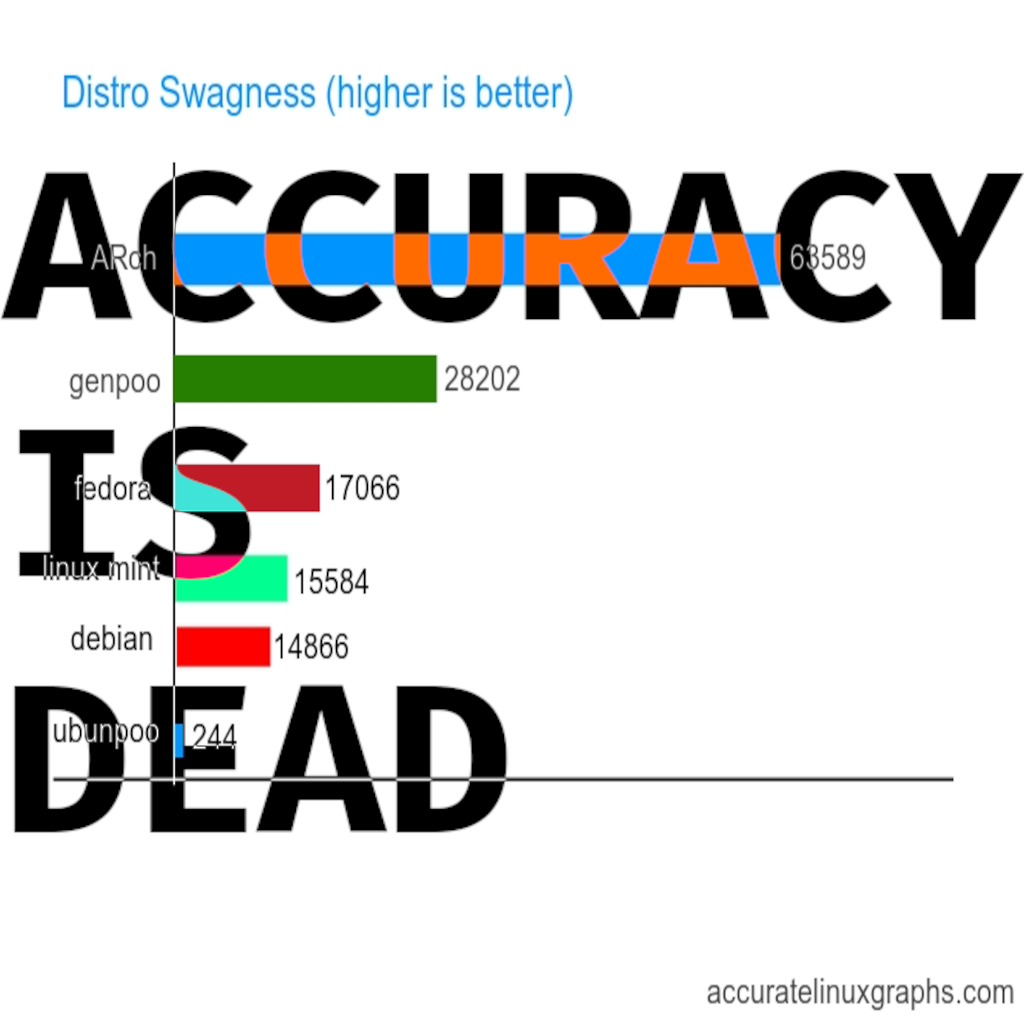 Distro Swagness (higher is better)
ACCURACY
ARch 63589
genpoo 28202
IS
fedora 17066
linux mint 15584
debian 14866
DEAD
ubunpoo 244
accuratelinuxgraphs.com